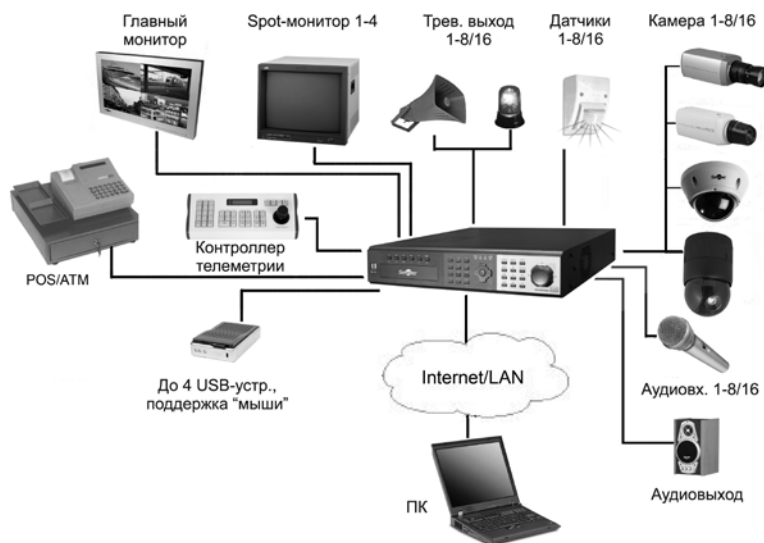 Главный
монитор
Spot-монитор 1-4
Трев. выход
1-8/16
Датчики
1-8/16
Камера 1-8/16
POS/ATM
Контроллер
телеметрии
До 4 USB-устр.,
поддержка “мыши”
Internet/LAN
Аудиовх. 1-8/16
ПК
Аудиовыход